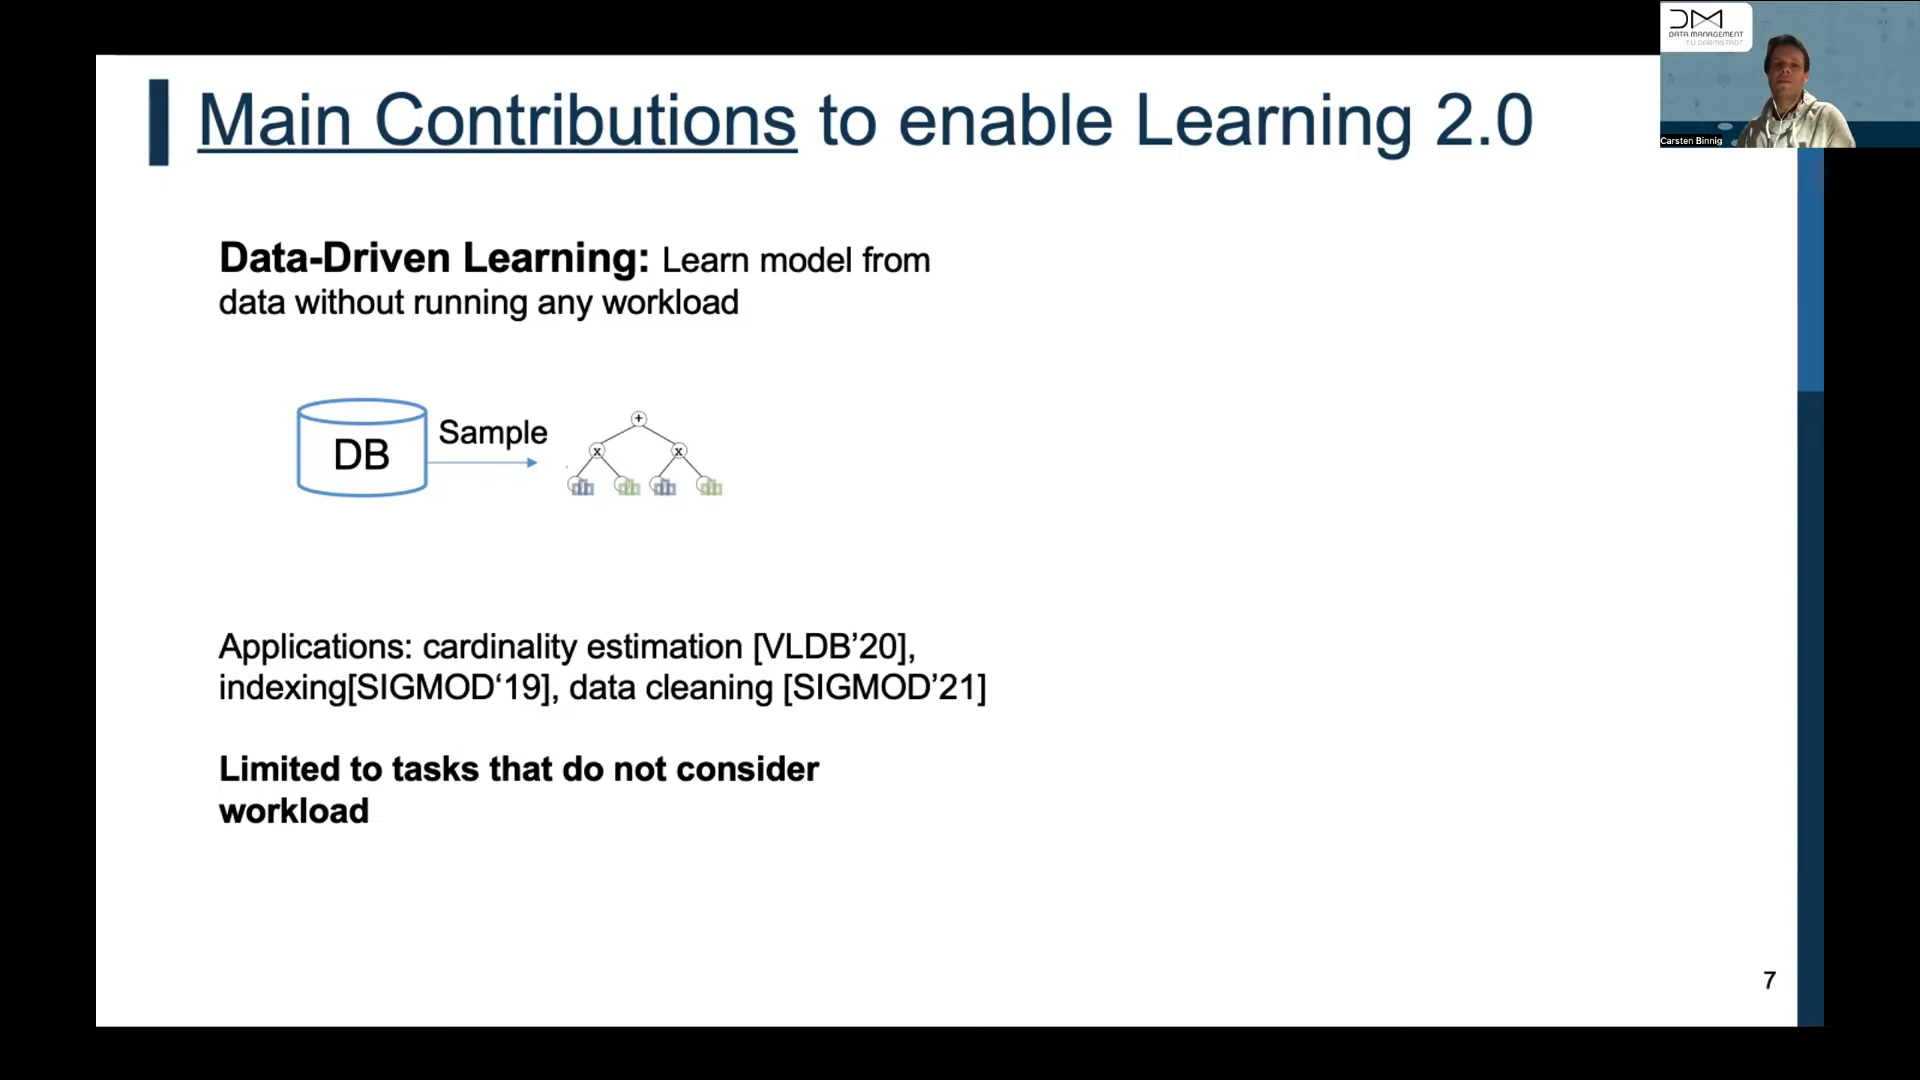 DM
DATA MANAGEMENT
TU DARMSTADT
Carsten Binnig
Main Contributions to enable Learning 2.0
Data-Driven Learning: Learn model from
data without running any workload
DB
Sample
+
x x
Applications: cardinality estimation [VLDB’20],
indexing[SIGMOD‘19], data cleaning [SIGMOD’21]
Limited to tasks that do not consider
workload
7